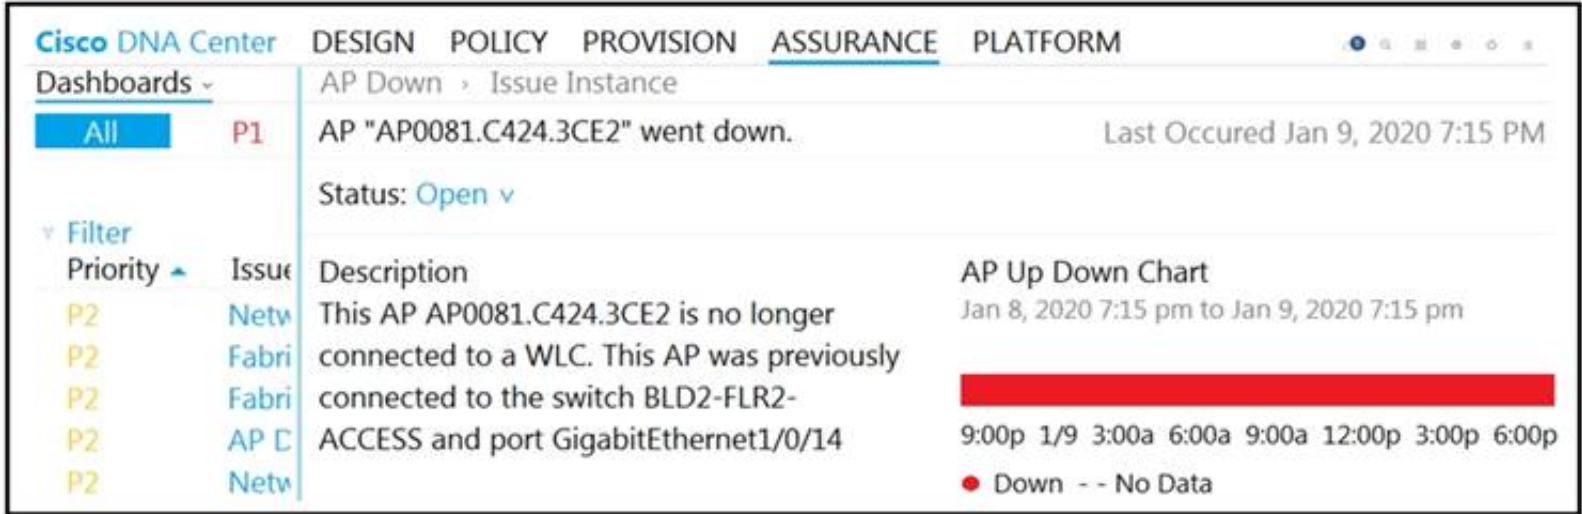 Cisco DNA Center DESIGN POLICY PROVISION ASSURANCE PLATFORM
Dashboards
AP Down > Issue Instance
All P1
AP "AP0081.C424.3CE2" went down. Last Occured Jan 9, 2020 7:15 PM
Status: Open
Filter
Priority Issue
P2 Netw
P2 Fabri
P2 Fabri
P2 AP D
P2 Netw
Description
This AP AP0081.C424.3CE2 is no longer
connected to a WLC. This AP was previously
connected to the switch BLD2-FLR2-
ACCESS and port GigabitEthernet1/0/14
AP Up Down Chart
Jan 8, 2020 7:15 pm to Jan 9, 2020 7:15 pm
9:00p 1/9 3:00a 6:00a 9:00a 12:00p 3:00p 6:00p
Down - - No Data